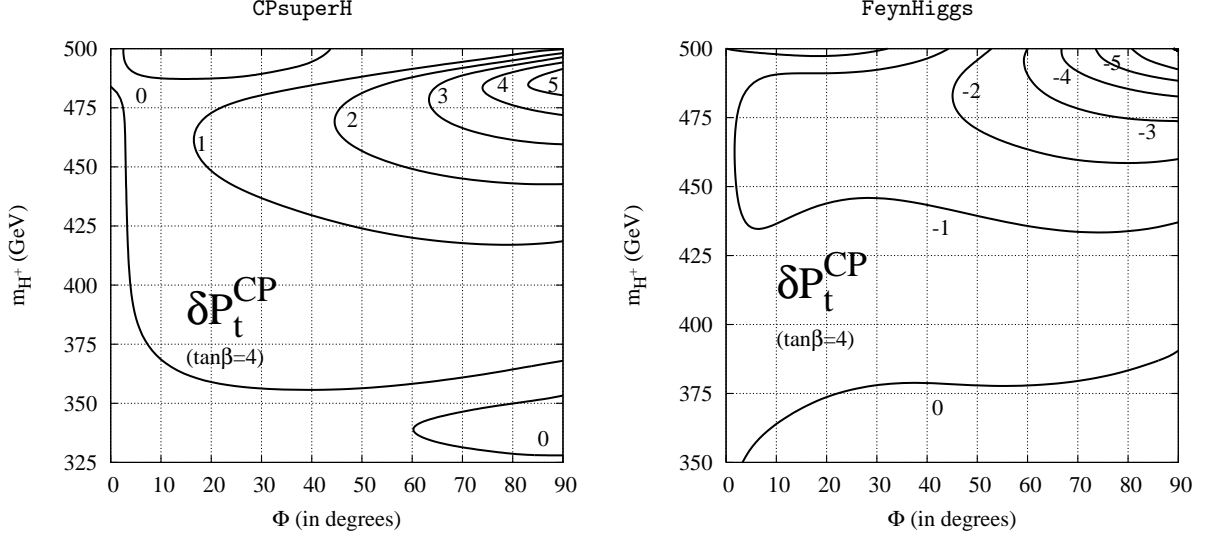 CPsuperH
500
475
450
425
400
375
350
325
m_H+ (GeV)
0
1
2
3
4
5
δP_t^CP
(tanβ=4)
0
0 10 20 30 40 50 60 70 80 90
Φ (in degrees)
FeynHiggs
500
475
450
425
400
375
350
m_H+ (GeV)
-5
-4
-2
-3
-1
δP_t^CP
(tanβ=4)
0
0 10 20 30 40 50 60 70 80 90
Φ (in degrees)